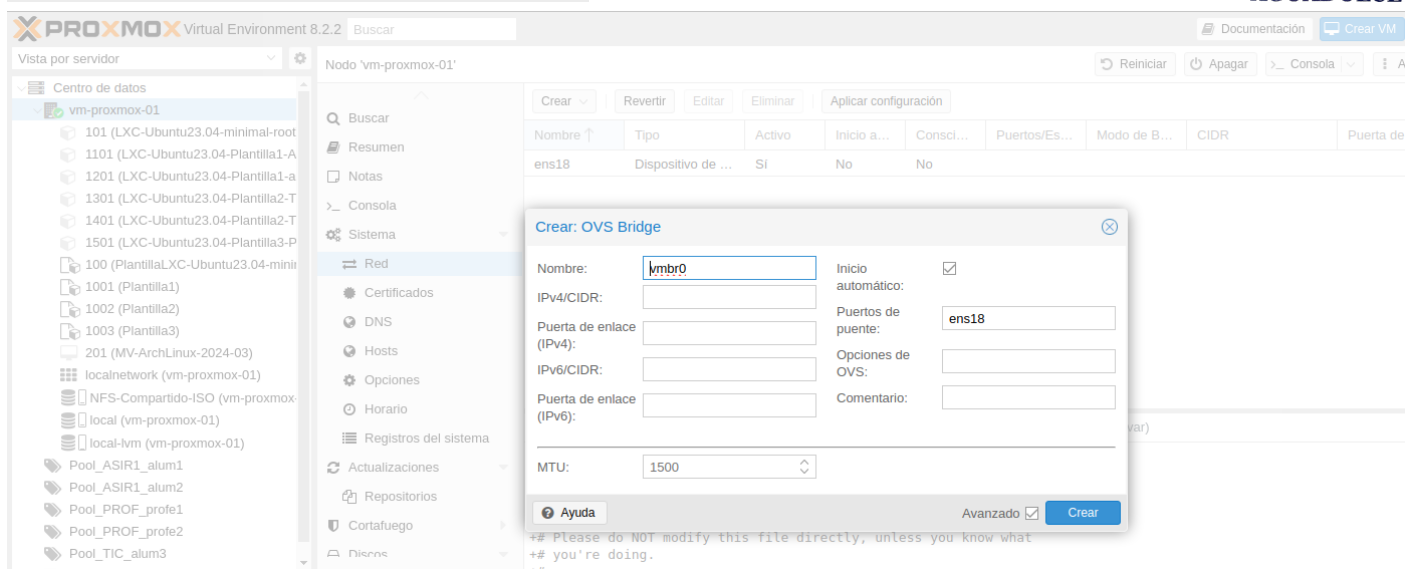 PROXMOX Virtual Environment 8.2.2 Buscar Documentación Crear VM
Vista por servidor Nodo 'vm-proxmox-01' Reiniciar Apagar >_ Consola
Centro de datos
vm-proxmox-01
101 (LXC-Ubuntu23.04-minimal-root
1101 (LXC-Ubuntu23.04-Plantilla1-A
1201 (LXC-Ubuntu23.04-Plantilla1-a
1301 (LXC-Ubuntu23.04-Plantilla2-T
1401 (LXC-Ubuntu23.04-Plantilla2-T
1501 (LXC-Ubuntu23.04-Plantilla3-P
100 (PlantillaLXC-Ubuntu23.04-minir
1001 (Plantilla1)
1002 (Plantilla2)
1003 (Plantilla3)
201 (MV-ArchLinux-2024-03)
localnetwork (vm-proxmox-01)
NFS-Compartido-ISO (vm-proxmox-
local (vm-proxmox-01)
local-lvm (vm-proxmox-01)
Pool_ASIR1_alum1
Pool_ASIR1_alum2
Pool_PROF_profe1
Pool_PROF_profe2
Pool_TIC_alum3
Buscar
Resumen
Notas
>_ Consola
Sistema
Red
Certificados
DNS
Hosts
Opciones
Horario
Registros del sistema
Actualizaciones
Repositorios
Cortafuego
Discos
Crear Revertir Editar Eliminar Aplicar configuración
Nombre Tipo Activo Inicio a... Consci... Puertos/Es... Modo de B... CIDR Puerta de
ens18 Dispositivo de ... Sí No No
Crear: OVS Bridge
Nombre: vmbr0
IPv4/CIDR:
Puerta de enlace
(IPv4):
IPv6/CIDR:
Puerta de enlace
(IPv6):
Inicio
automático:
Puertos de
puente: ens18
Opciones de
OVS:
Comentario:
MTU: 1500
Ayuda Avanzado Crear
var)
+# Please do NOT modify this file directly, unless you know what
+# you're doing.
+#